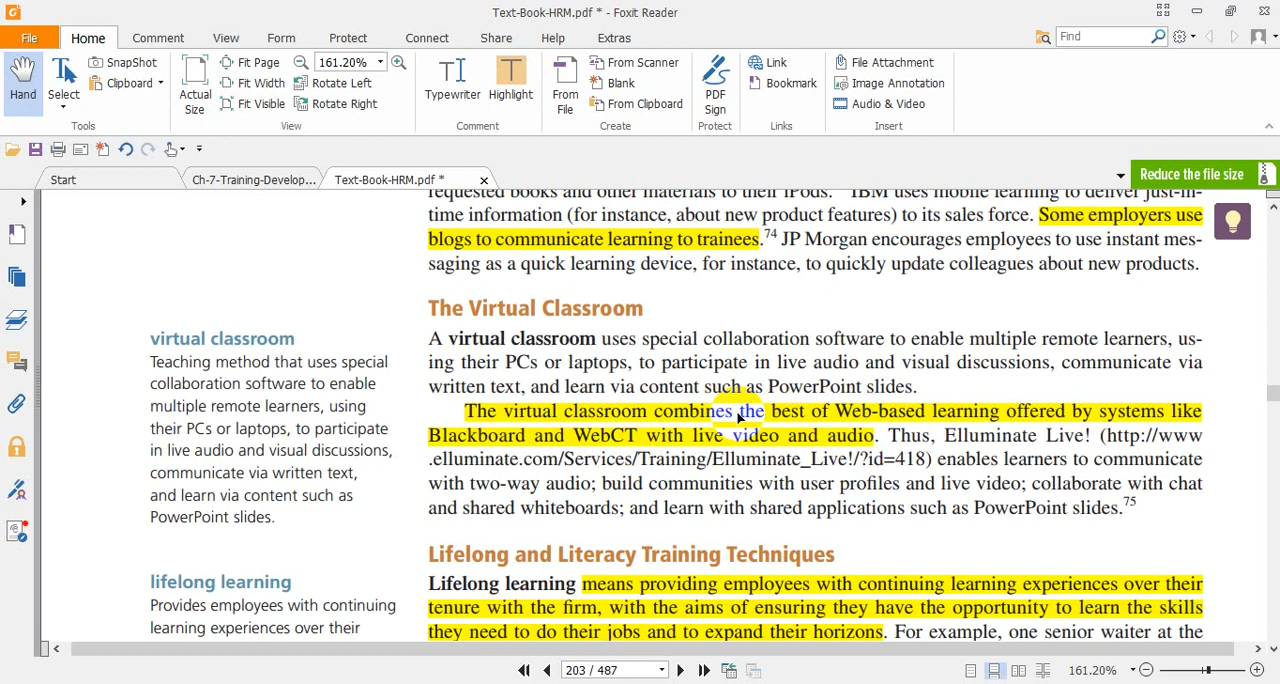 Text-Book-HRM.pdf * - Foxit Reader
File Home Comment View Form Protect Connect Share Help Extras
Find
Hand
Select
SnapShot
Clipboard
Tools
Actual Size
Fit Page
Fit Width
Fit Visible
161.20%
Rotate Left
Rotate Right
View
Typewriter
Highlight
Comment
From File
From Scanner
Blank
From Clipboard
Create
PDF Sign
Protect
Link
Bookmark
Links
File Attachment
Image Annotation
Audio & Video
Insert
Start
Ch-7-Training-Develop...
Text-Book-HRM.pdf *
Reduce the file size
requested books and other materials to their iPods. IBM uses mobile learning to deliver just-in-
time information (for instance, about new product features) to its sales force. Some employers use
blogs to communicate learning to trainees.74 JP Morgan encourages employees to use instant mes-
saging as a quick learning device, for instance, to quickly update colleagues about new products.
The Virtual Classroom
A virtual classroom uses special collaboration software to enable multiple remote learners, us-
ing their PCs or laptops, to participate in live audio and visual discussions, communicate via
written text, and learn via content such as PowerPoint slides.
The virtual classroom combines the best of Web-based learning offered by systems like
Blackboard and WebCT with live video and audio. Thus, Elluminate Live! (http://www
.elluminate.com/Services/Training/Elluminate_Live!/?id=418) enables learners to communicate
with two-way audio; build communities with user profiles and live video; collaborate with chat
and shared whiteboards; and learn with shared applications such as PowerPoint slides.75
Lifelong and Literacy Training Techniques
Lifelong learning means providing employees with continuing learning experiences over their
tenure with the firm, with the aims of ensuring they have the opportunity to learn the skills
they need to do their jobs and to expand their horizons. For example, one senior waiter at the
virtual classroom
Teaching method that uses special
collaboration software to enable
multiple remote learners, using
their PCs or laptops, to participate
in live audio and visual discussions,
communicate via written text,
and learn via content such as
PowerPoint slides.
lifelong learning
Provides employees with continuing
learning experiences over their
203 / 487
161.20%